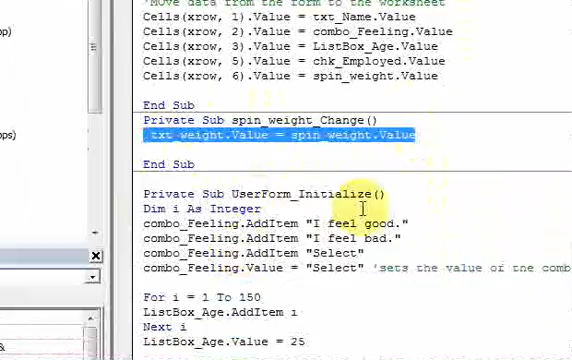 'Move data from the form to the worksheet
Cells(xrow, 1).Value = txt_Name.Value
Cells(xrow, 2).Value = combo_Feeling.Value
Cells(xrow, 3).Value = ListBox_Age.Value
Cells(xrow, 5).Value = chk_Employed.Value
Cells(xrow, 6).Value = spin_weight.Value
End Sub
Private Sub spin_weight_Change()
txt_weight.Value = spin_weight.Value
End Sub
Private Sub UserForm_Initialize()
Dim i As Integer
combo_Feeling.AddItem "I feel good."
combo_Feeling.AddItem "I feel bad."
combo_Feeling.AddItem "Select"
combo_Feeling.Value = "Select" 'sets the value of the comb
For i = 1 To 150
ListBox_Age.AddItem i
Next i
ListBox_Age.Value = 25